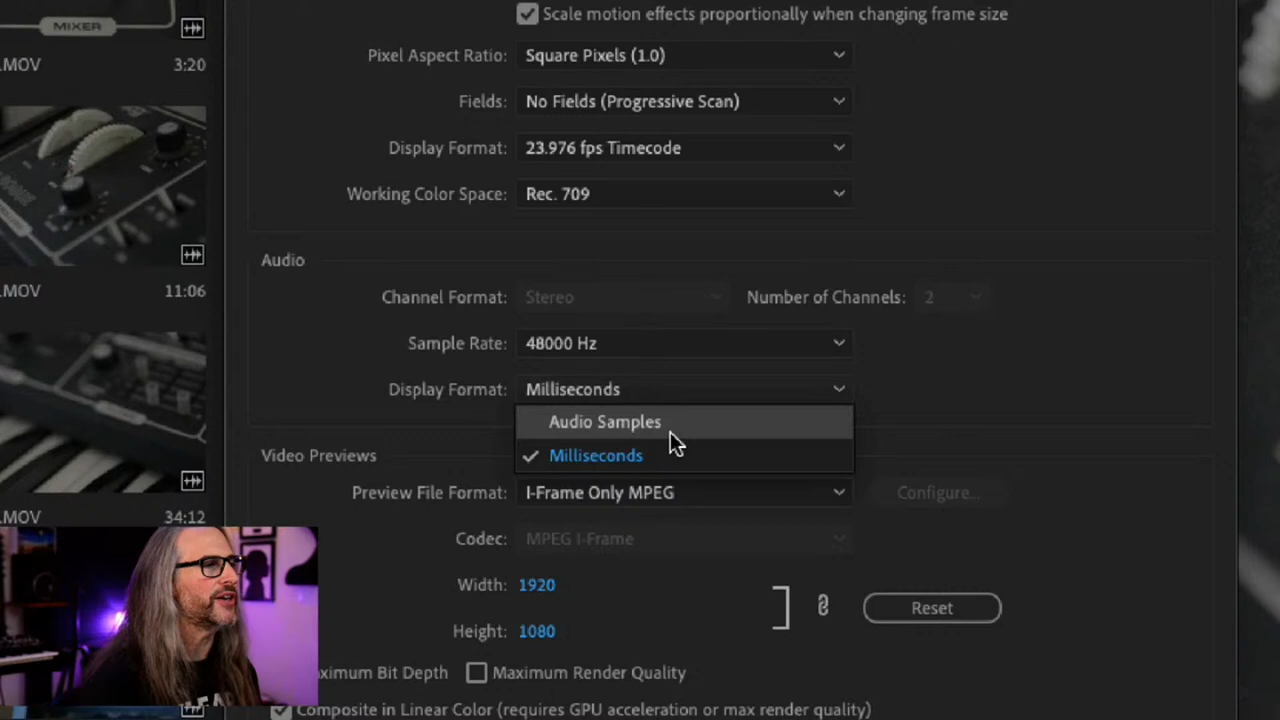 MIXER
Scale motion effects proportionally when changing frame size
.MOV 3:20
Pixel Aspect Ratio: Square Pixels (1.0)
Fields: No Fields (Progressive Scan)
Display Format: 23.976 fps Timecode
Working Color Space: Rec. 709
Audio
.MOV 11:06
Channel Format: Stereo Number of Channels: 2
Sample Rate: 48000 Hz
Display Format: Milliseconds
Audio Samples
Milliseconds
Video Previews
Preview File Format: I-Frame Only MPEG Configure...
.MOV 34:12
Codec: MPEG I-Frame
Width: 1920
Reset
Height: 1080
ximum Bit Depth Maximum Render Quality
Composite in Linear Color (requires GPU acceleration or max render quality)